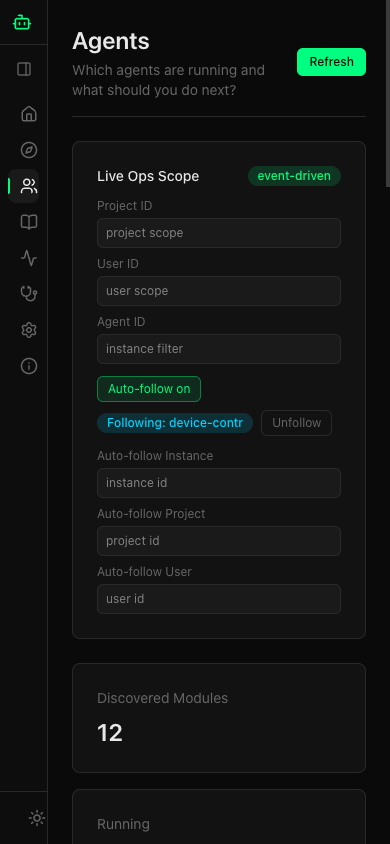 Agents
Which agents are running and
what should you do next?
Refresh
Live Ops Scope
event-driven
Project ID
project scope
User ID
user scope
Agent ID
instance filter
Auto-follow on
Following: device-contr
Unfollow
Auto-follow Instance
instance id
Auto-follow Project
project id
Auto-follow User
user id
Discovered Modules
12
Running